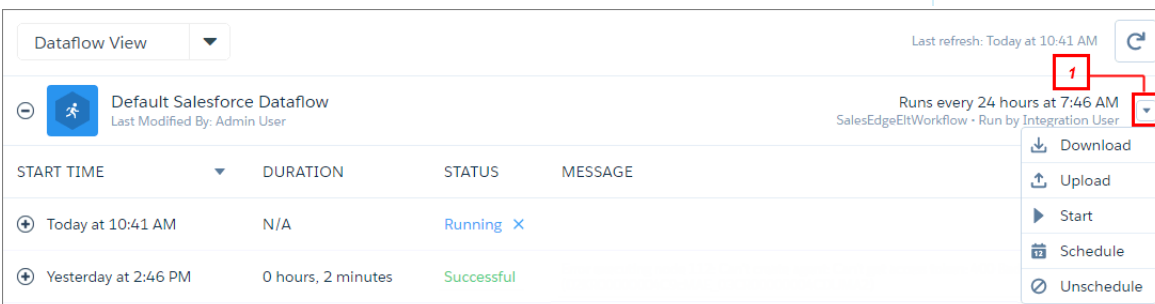 Dataflow View
Last refresh: Today at 10:41 AM
1
Default Salesforce Dataflow
Runs every 24 hours at 7:46 AM
Last Modified By: Admin User
SalesEdgeEltWorkflow • Run by Integration User
Download
START TIME DURATION STATUS MESSAGE
Upload
Today at 10:41 AM N/A Running ×
Start
12 Schedule
Yesterday at 2:46 PM 0 hours, 2 minutes Successful
Unschedule